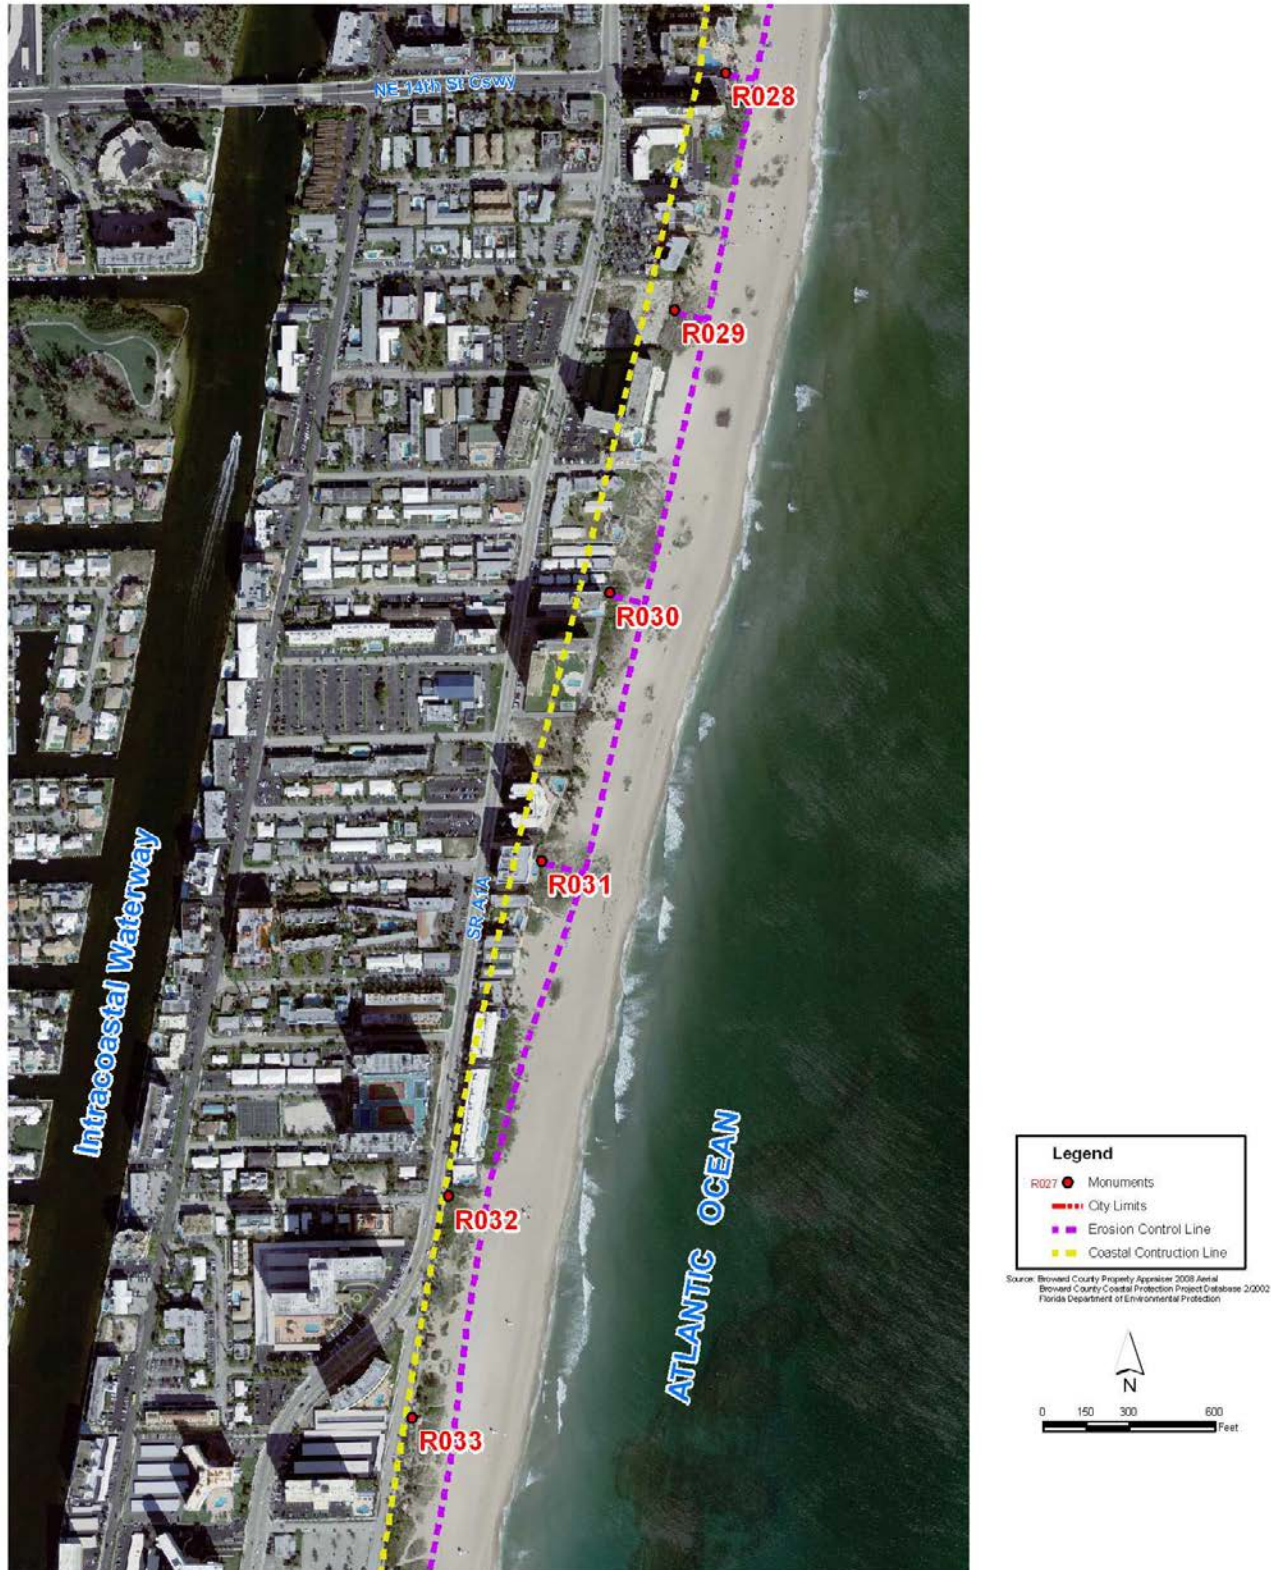 NE 14th St Cswy
R028
R029
R030
R031
SR A1A
Intracoastal Waterway
R032
ATLANTIC OCEAN
R033
Legend
R027 Monuments
City Limits
Erosion Control Line
Coastal Contruction Line
Source: Broward County Property Appraiser 2008 Aerial
Broward County Coastal Protection Project Database 2/2002
Florida Department of Environmental Protection
N
0 150 300 600
Feet